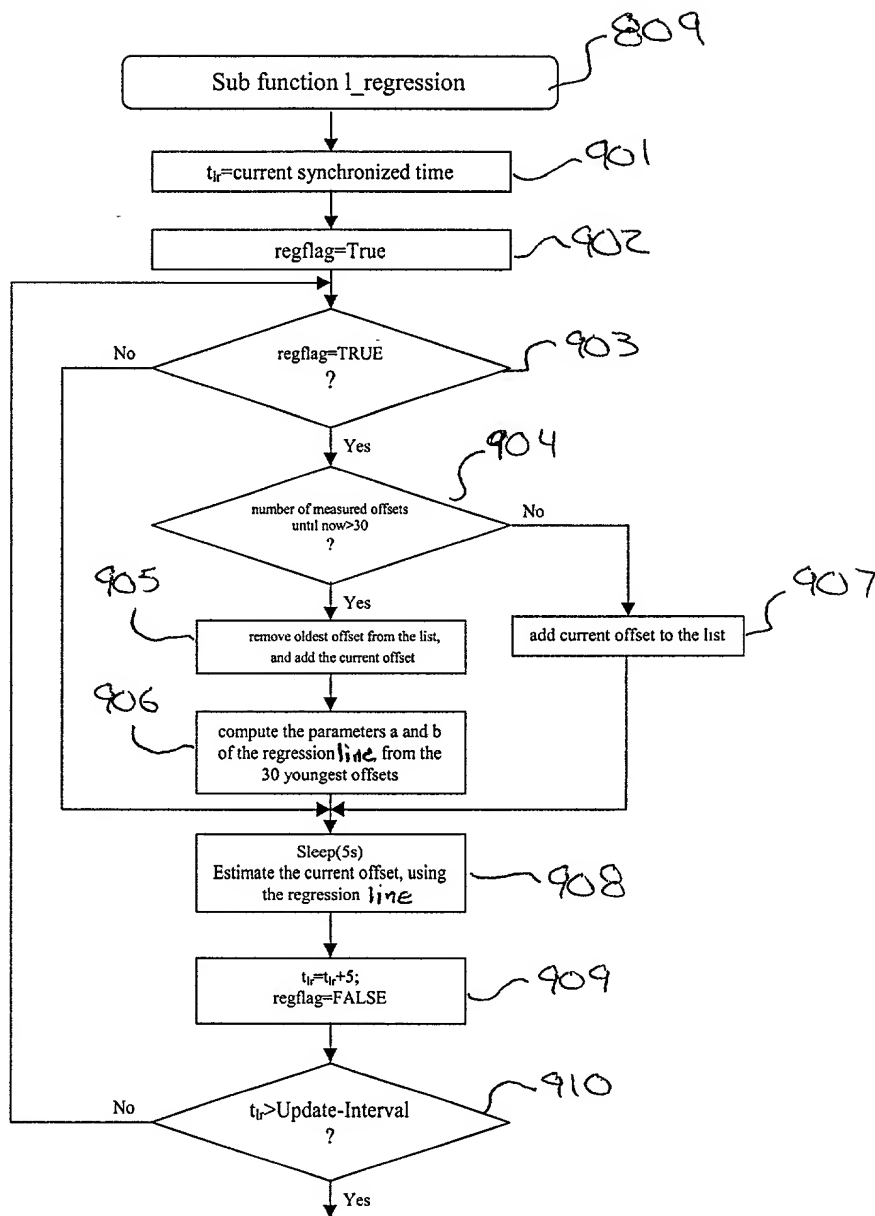 809
Sub function l_regression
901
tlr=current synchronized time
902
regflag=True
903
No
regflag=TRUE
?
Yes
904
number of measured offsets
until now>30
?
No
905
Yes
907
remove oldest offset from the list,
and add the current offset
add current offset to the list
906
compute the parameters a and b
of the regression line from the
30 youngest offsets
Sleep(5s)
Estimate the current offset, using
the regression line
908
tlr=tlr+5;
regflag=FALSE
909
910
No
tlr>Update-Interval
?
Yes